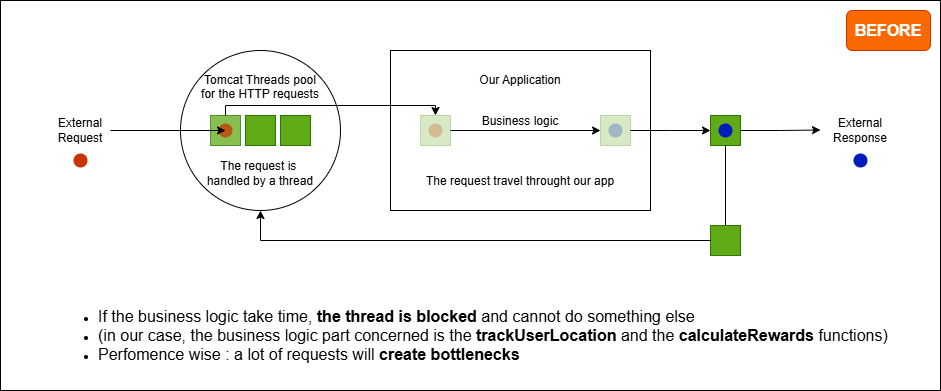 BEFORE
Tomcat Threads pool
for the HTTP requests
Our Application
External
Request
Business logic
External
Response
The request is
handled by a thread
The request travel throught our app
• If the business logic take time, the thread is blocked and cannot do something else
• (in our case, the business logic part concerned is the trackUserLocation and the calculateRewards functions)
• Perfomence wise : a lot of requests will create bottlenecks